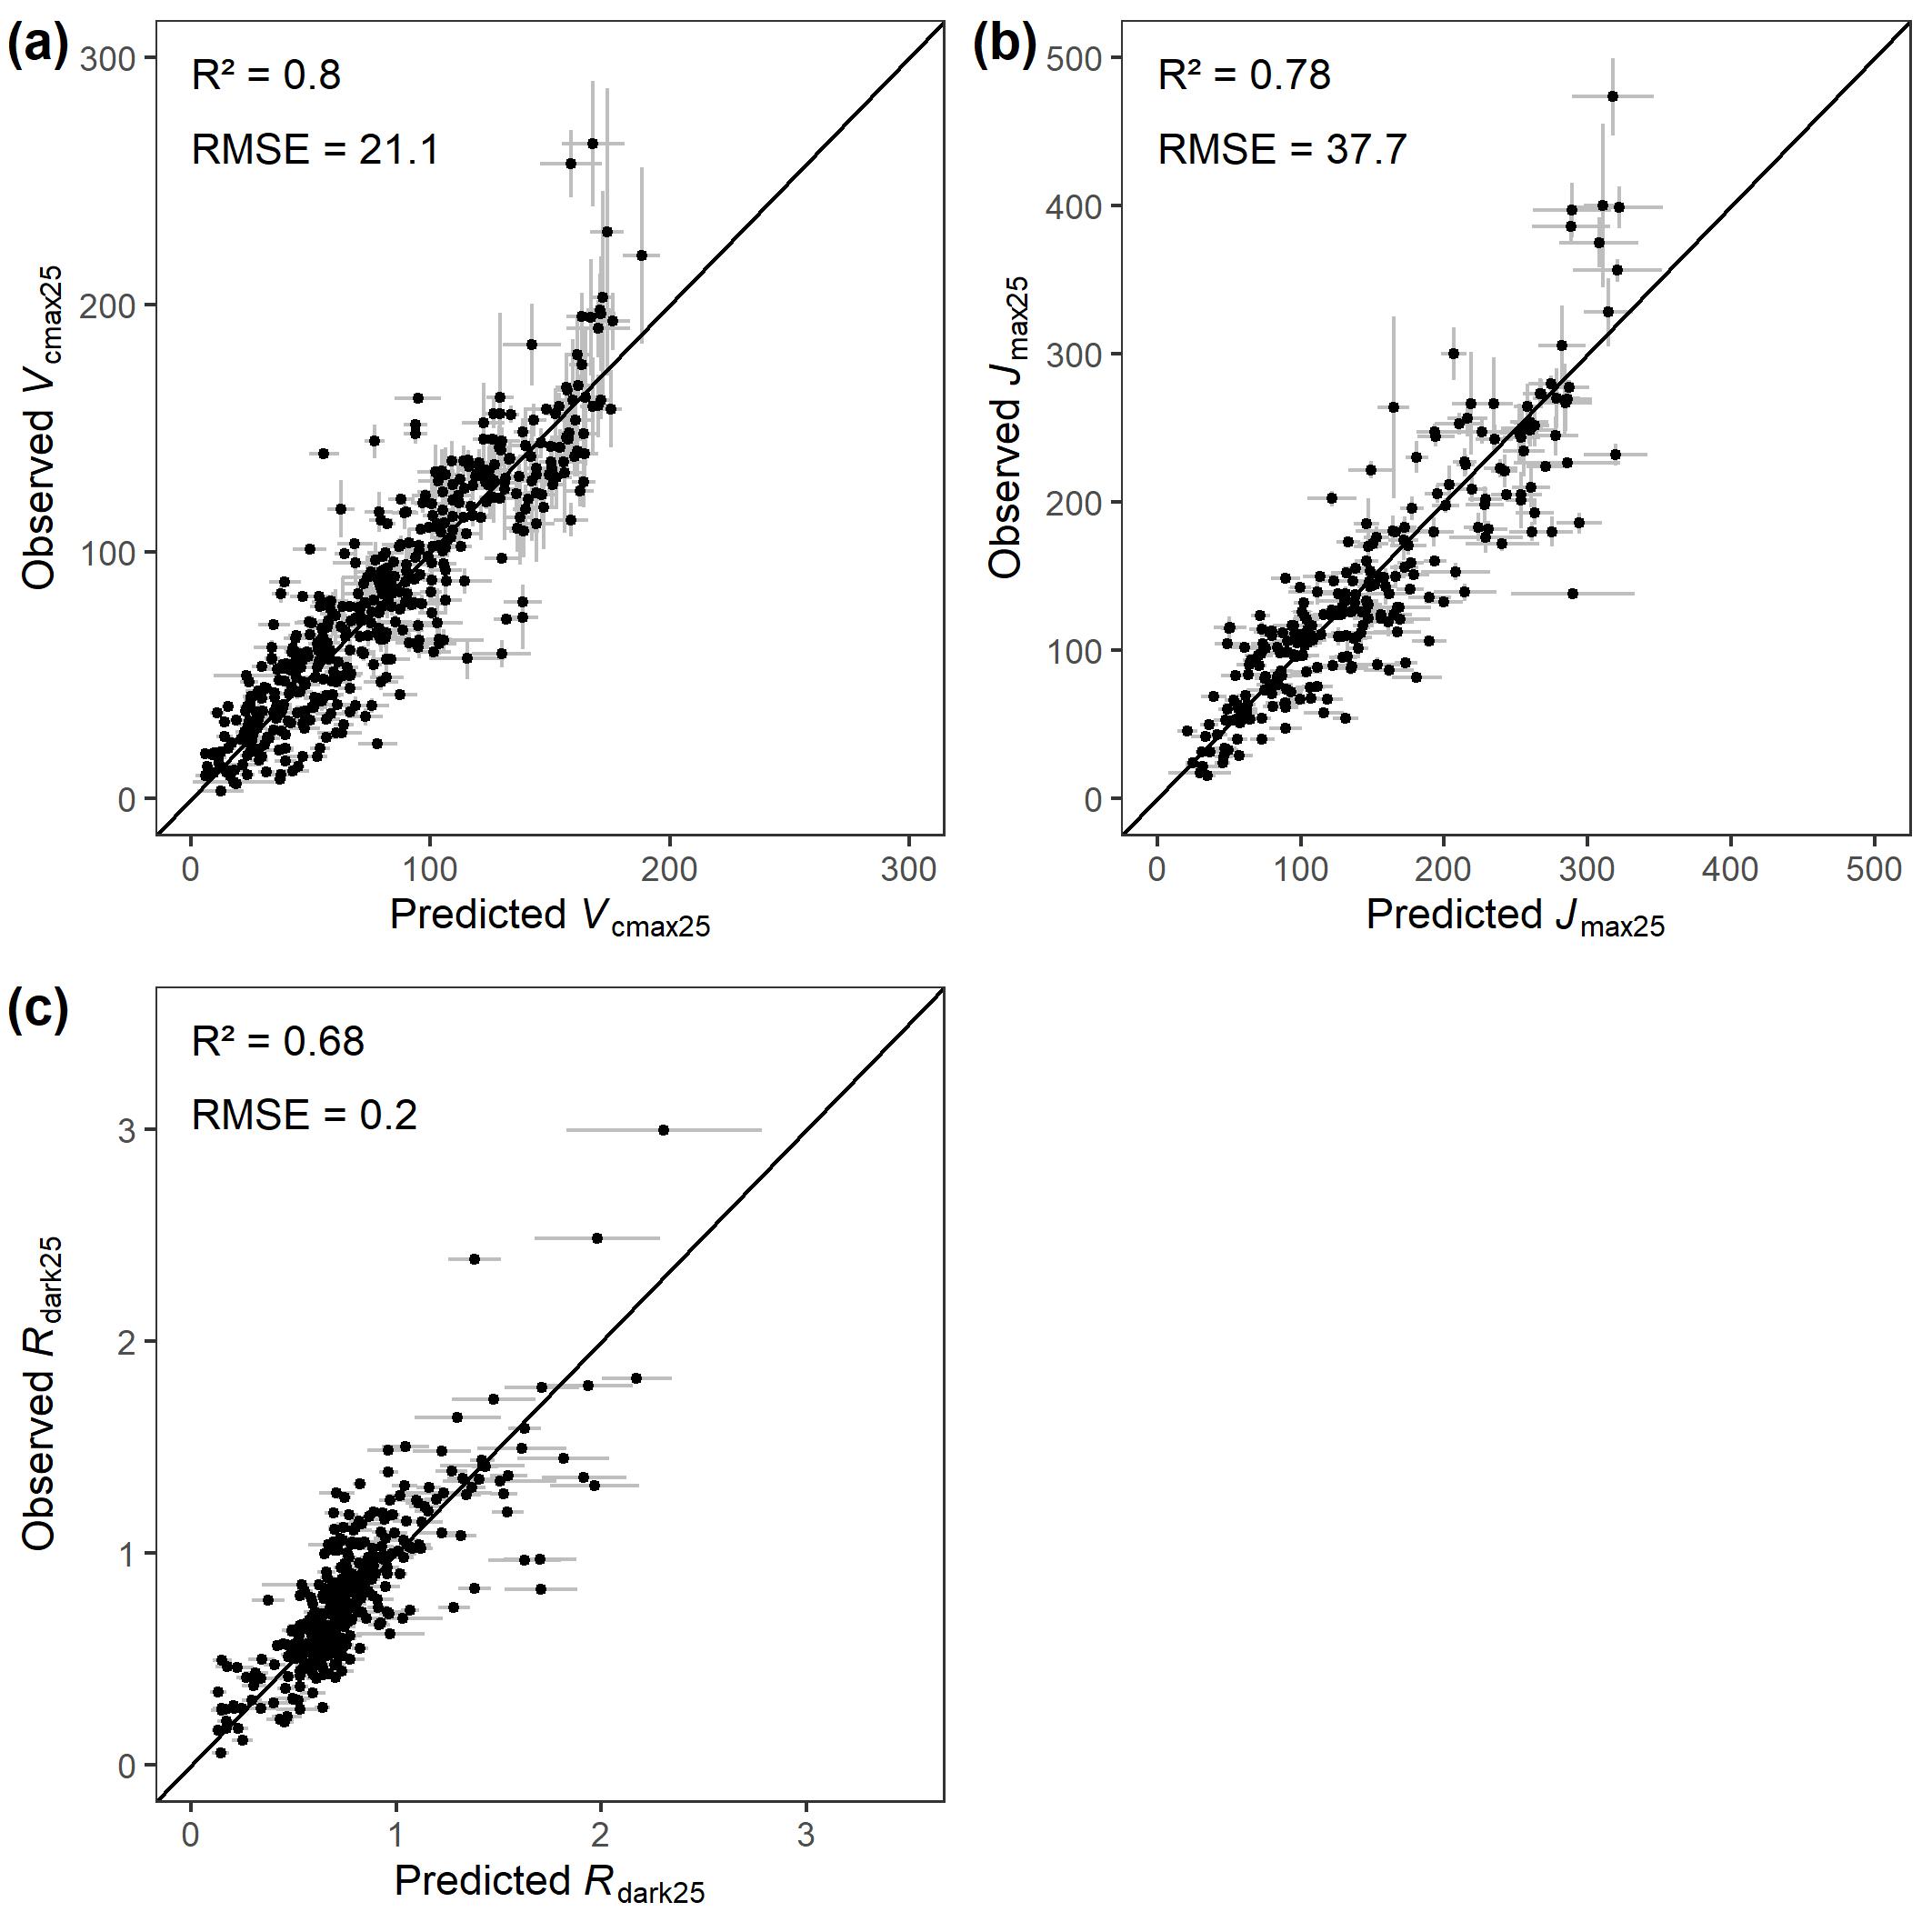 (a)
R² = 0.8
RMSE = 21.1
300
200
100
0
0 100 200 300
Observed Vcmax25
Predicted Vcmax25
(b)
R² = 0.78
RMSE = 37.7
500
400
300
200
100
0
0 100 200 300 400 500
Observed Jmax25
Predicted Jmax25
(c)
R² = 0.68
RMSE = 0.2
3
2
1
0
0 1 2 3
Observed Rdark25
Predicted Rdark25